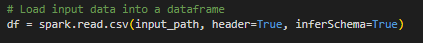 # Load input data into a dataframe
df = spark.read.csv(input_path, header=True, inferSchema=True)